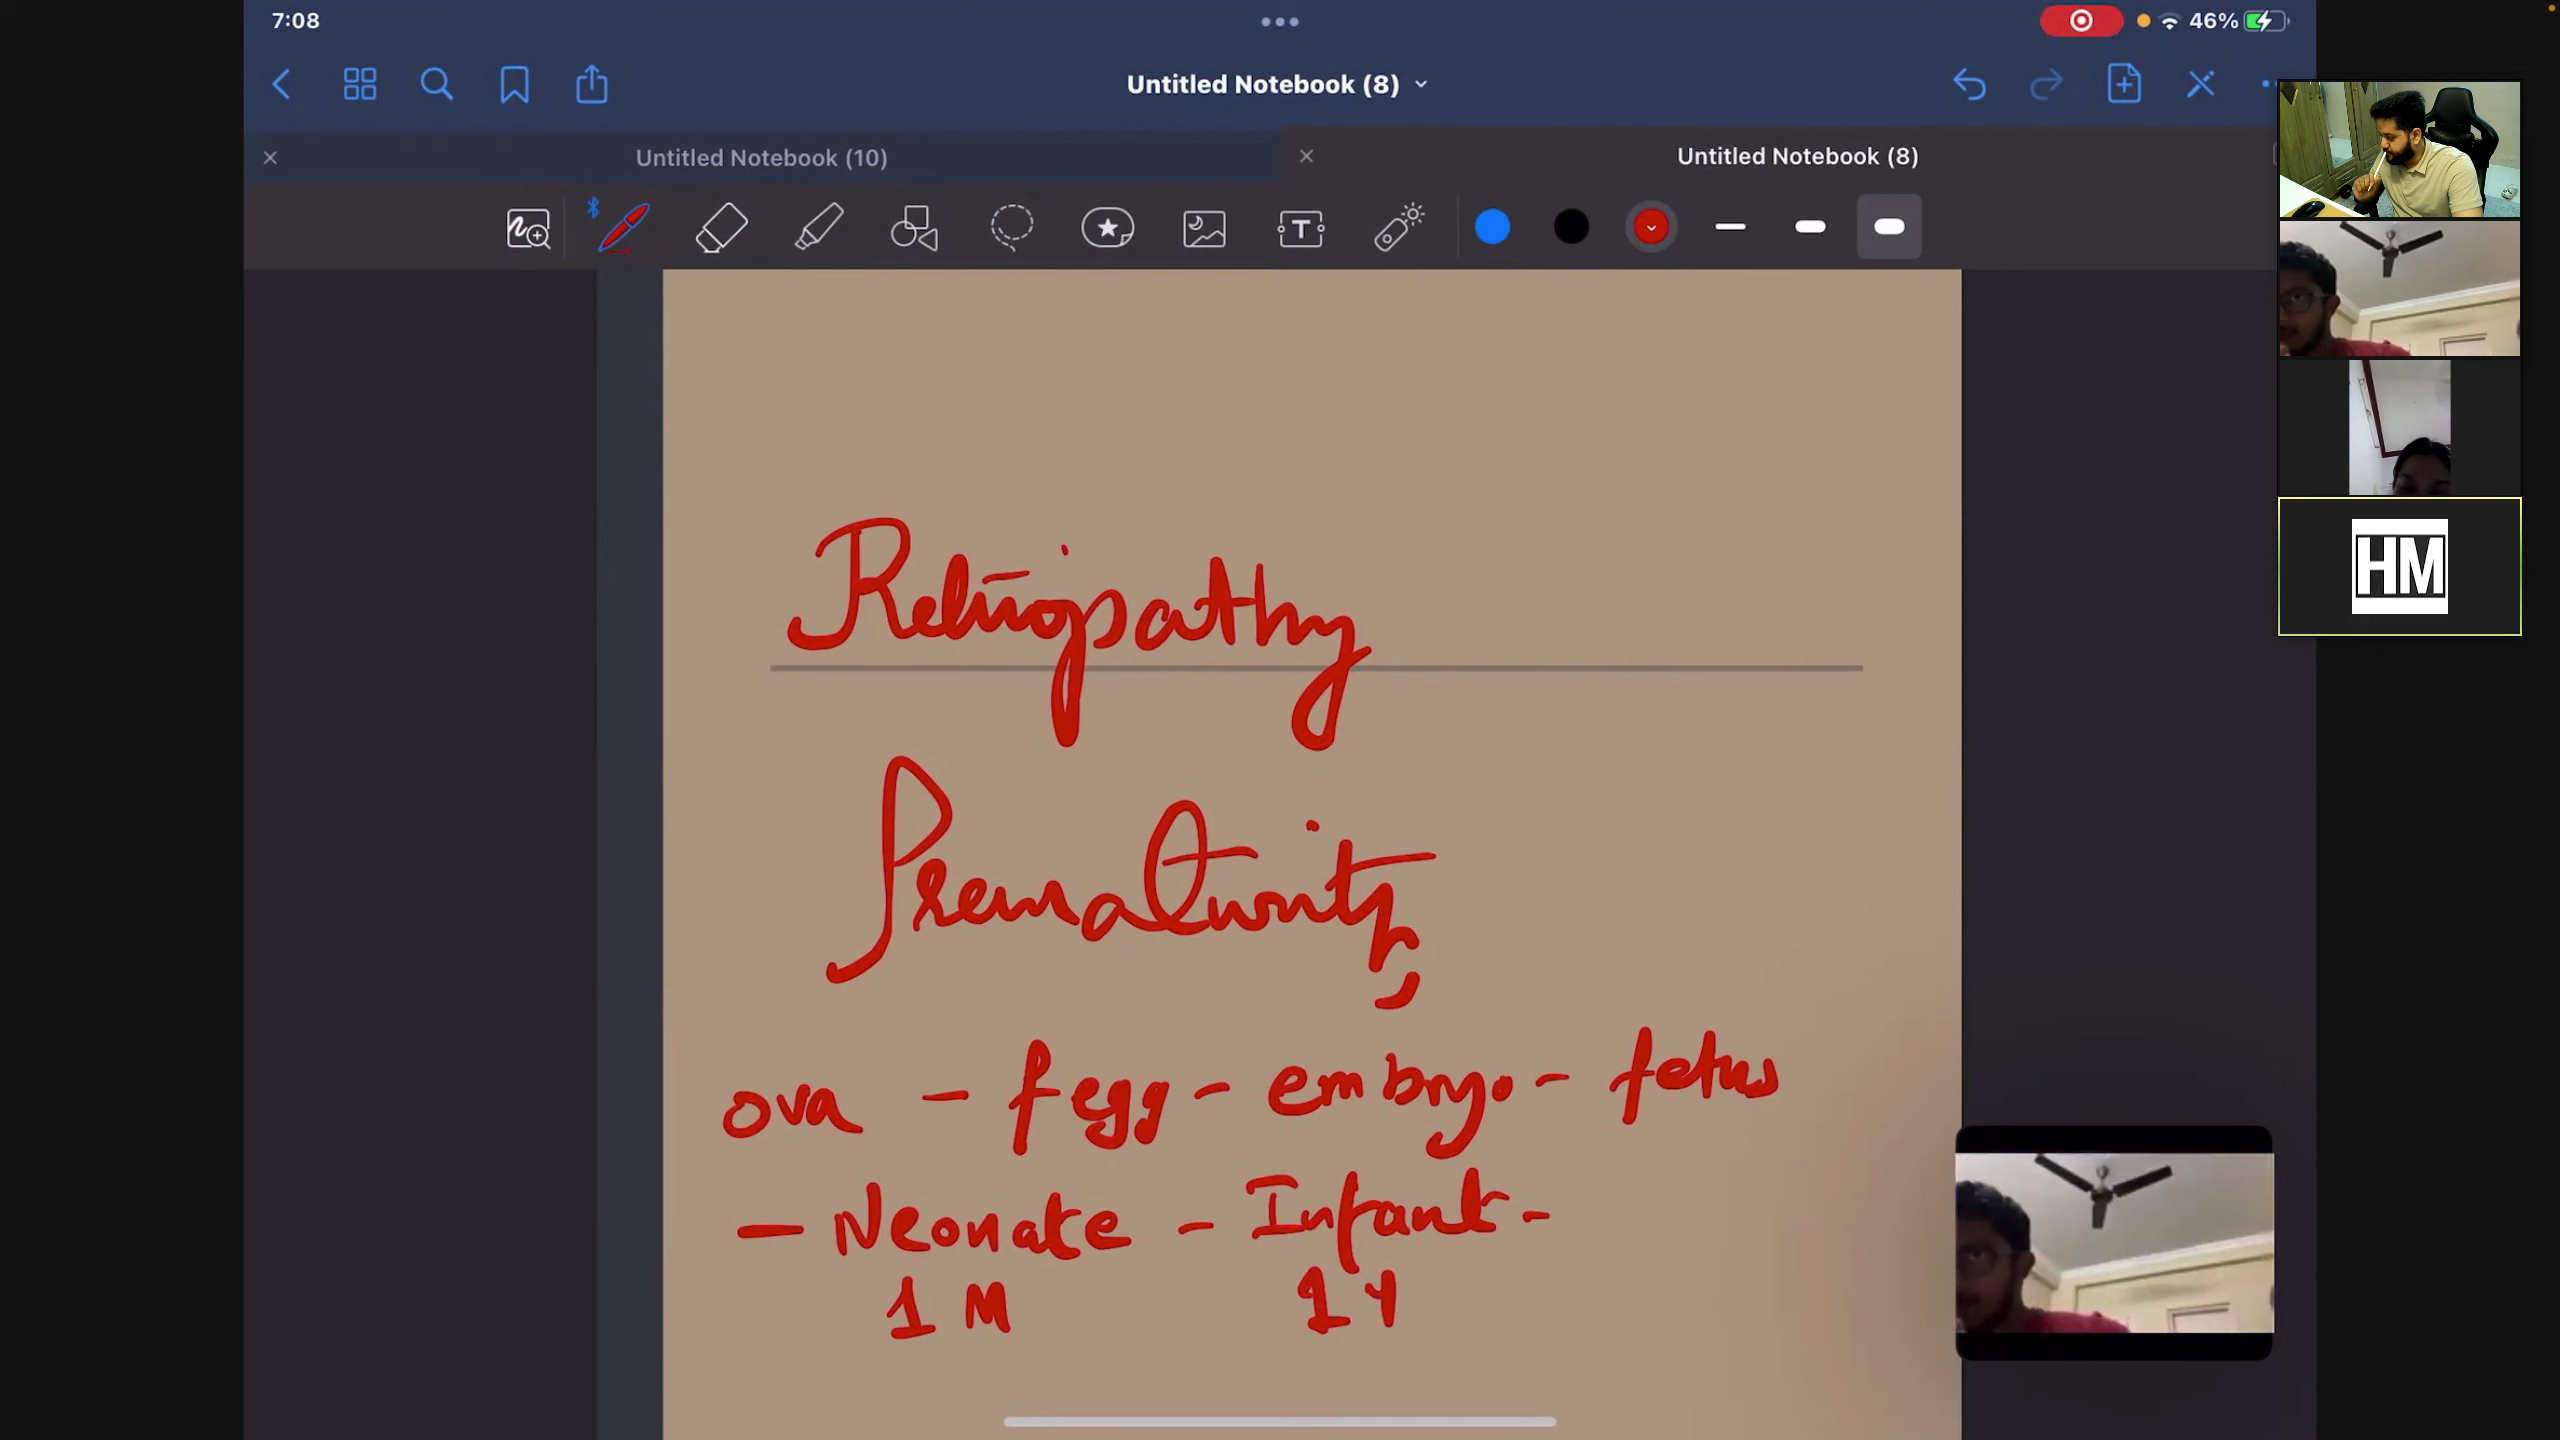 7:08
46%
Untitled Notebook (8)
Untitled Notebook (10)
Untitled Notebook (8)
T
HM
Retinopathy
Prematurity
ova - fegg - embryo - fetus
- Neonate - Infant -
1 M 1 Y